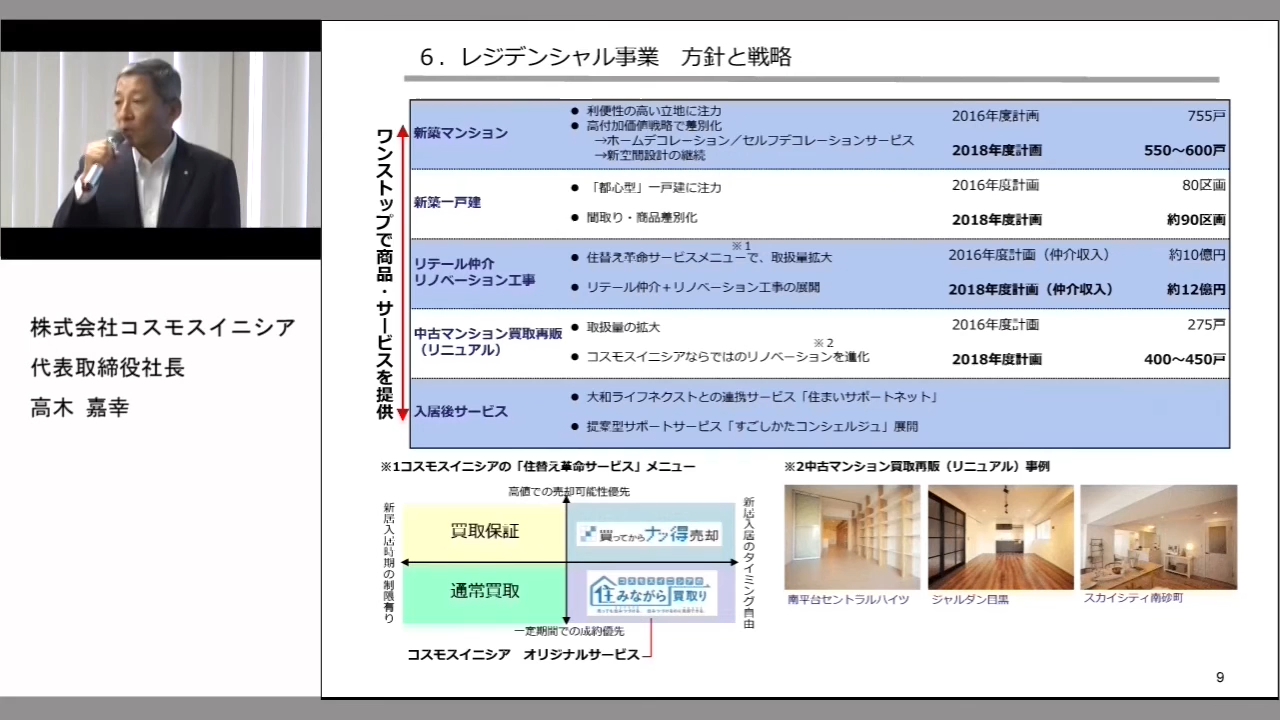 株式会社コスモスイニシア
代表取締役社長
高木 嘉幸
6．レジデンシャル事業 方針と戦略
ワンストップで商品・サービスを提供
新築マンション
● 利便性の高い立地に注力
● 高付加価値戦略で差別化
→ホームデコレーション／セルフデコレーションサービス
→新空間設計の継続
2016年度計画 755戸
2018年度計画 550～600戸
新築一戸建
● 「都心型」一戸建に注力
● 間取り・商品差別化
2016年度計画 80区画
2018年度計画 約90区画
リテール仲介
リノベーション工事
※1
● 住替え革命サービスメニューで、取扱量拡大
● リテール仲介＋リノベーション工事の展開
2016年度計画（仲介収入） 約10億円
2018年度計画（仲介収入） 約12億円
中古マンション買取再販
（リニュアル）
● 取扱量の拡大
※2
● コスモスイニシアならではのリノベーションを進化
2016年度計画 275戸
2018年度計画 400～450戸
入居後サービス
● 大和ライフネクストとの連携サービス「住まいサポートネット」
● 提案型サポートサービス「すごしかたコンシェルジュ」展開
※1コスモスイニシアの「住替え革命サービス」メニュー
高値での売却可能性優先
新居入居時期の制限有り
買取保証
買ってからナッ得売却
通常買取
コスモスイニシアの
住みながら買取り
新居入居のタイミング自由
一定期間での成約優先
コスモスイニシア オリジナルサービス
※2中古マンション買取再販（リニュアル）事例
南平台セントラルハイツ
ジャルダン目黒
スカイシティ南砂町
9